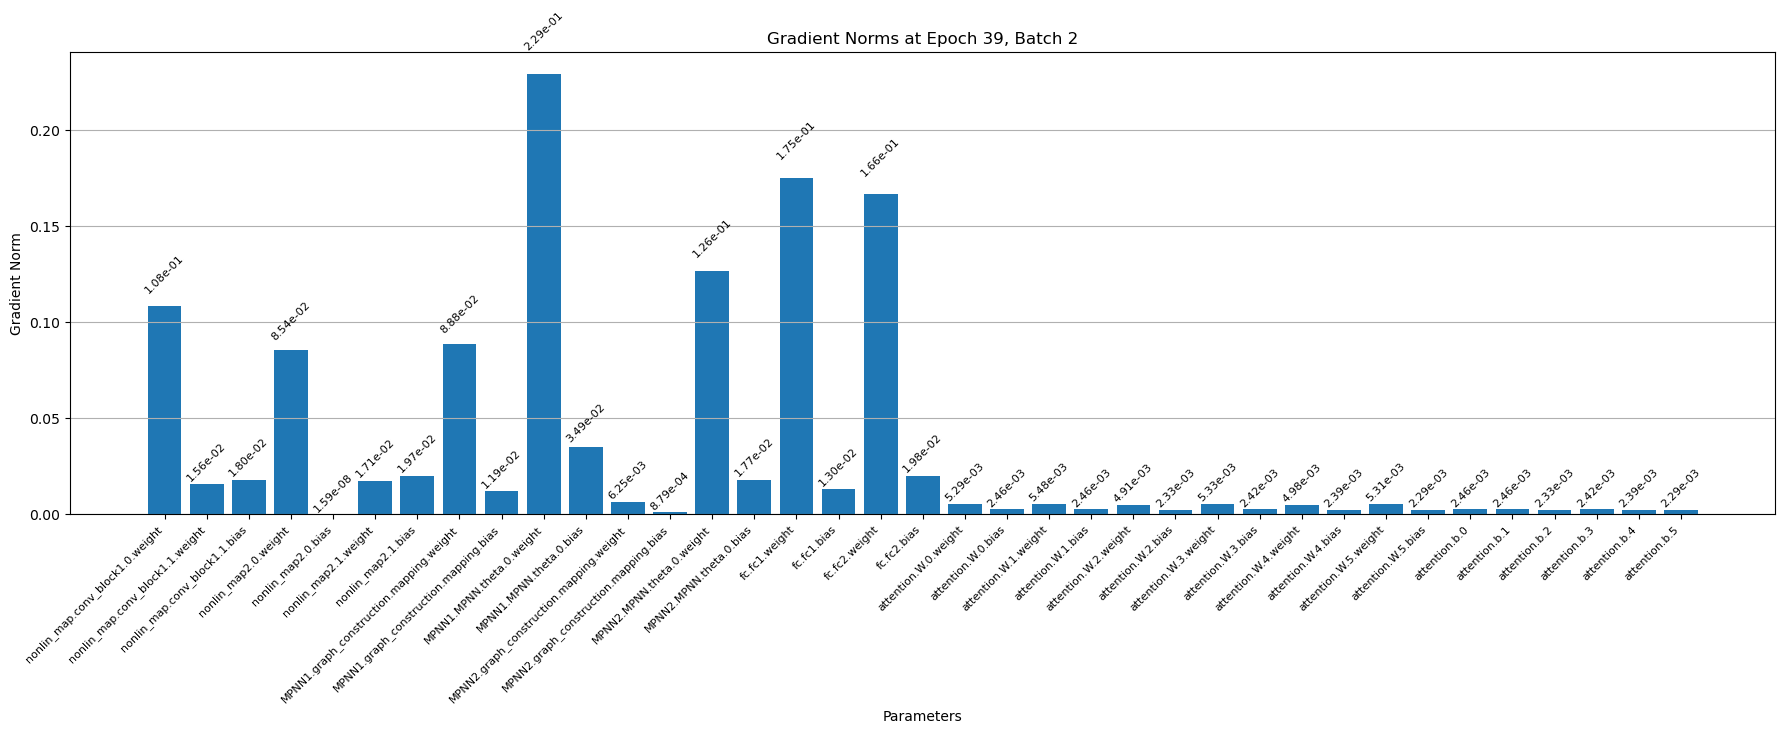 Gradient Norms at Epoch 39, Batch 2
Gradient Norm
0.20
0.15
0.10
0.05
0.00
1.08e-01
1.56e-02
1.80e-02
8.54e-02
1.59e-08
1.71e-02
1.97e-02
8.88e-02
1.19e-02
2.29e-01
3.49e-02
6.25e-03
8.79e-04
1.26e-01
1.77e-02
1.75e-01
1.30e-02
1.66e-01
1.98e-02
5.29e-03
2.46e-03
5.48e-03
2.46e-03
4.91e-03
2.33e-03
5.33e-03
2.42e-03
4.98e-03
2.39e-03
5.31e-03
2.29e-03
2.46e-03
2.46e-03
2.33e-03
2.42e-03
2.39e-03
2.29e-03
nonlin_map.conv_block1.0.weight
nonlin_map.conv_block1.1.weight
nonlin_map.conv_block1.1.bias
nonlin_map2.0.weight
nonlin_map2.0.bias
nonlin_map2.1.weight
nonlin_map2.1.bias
MPNN1.graph_construction.mapping.weight
MPNN1.graph_construction.mapping.bias
MPNN1.MPNN.theta.0.weight
MPNN1.MPNN.theta.0.bias
MPNN2.graph_construction.mapping.weight
MPNN2.graph_construction.mapping.bias
MPNN2.MPNN.theta.0.weight
MPNN2.MPNN.theta.0.bias
fc.fc1.weight
fc.fc1.bias
fc.fc2.weight
fc.fc2.bias
attention.W.0.weight
attention.W.0.bias
attention.W.1.weight
attention.W.1.bias
attention.W.2.weight
attention.W.2.bias
attention.W.3.weight
attention.W.3.bias
attention.W.4.weight
attention.W.4.bias
attention.W.5.weight
attention.W.5.bias
attention.b.0
attention.b.1
attention.b.2
attention.b.3
attention.b.4
attention.b.5
Parameters